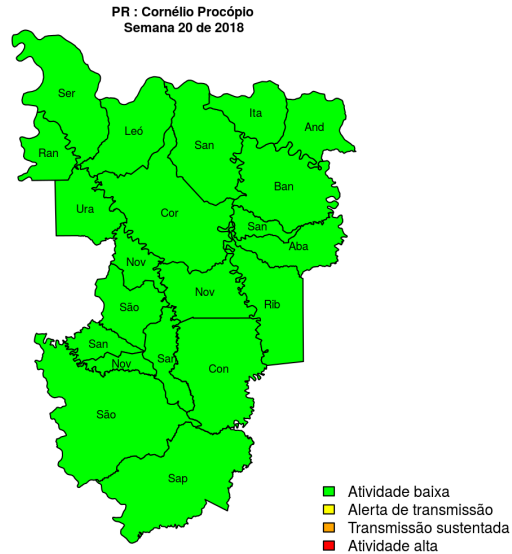 PR : Cornélio Procópio
Semana 20 de 2018
Ser
Ita
And
Leó
San
Ran
Ban
Ura
Cor
San
Aba
Nov
Nov
Rib
São
San
San
Nov
Con
São
Sap
Atividade baixa
Alerta de transmissão
Transmissão sustentada
Atividade alta